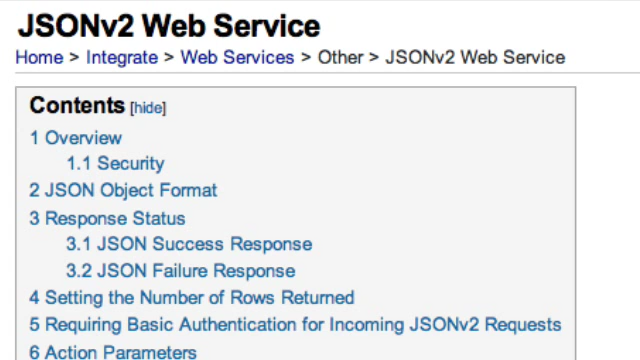 JSONv2 Web Service
Home > Integrate > Web Services > Other > JSONv2 Web Service
Contents [hide]
1 Overview
1.1 Security
2 JSON Object Format
3 Response Status
3.1 JSON Success Response
3.2 JSON Failure Response
4 Setting the Number of Rows Returned
5 Requiring Basic Authentication for Incoming JSONv2 Requests
6 Action Parameters